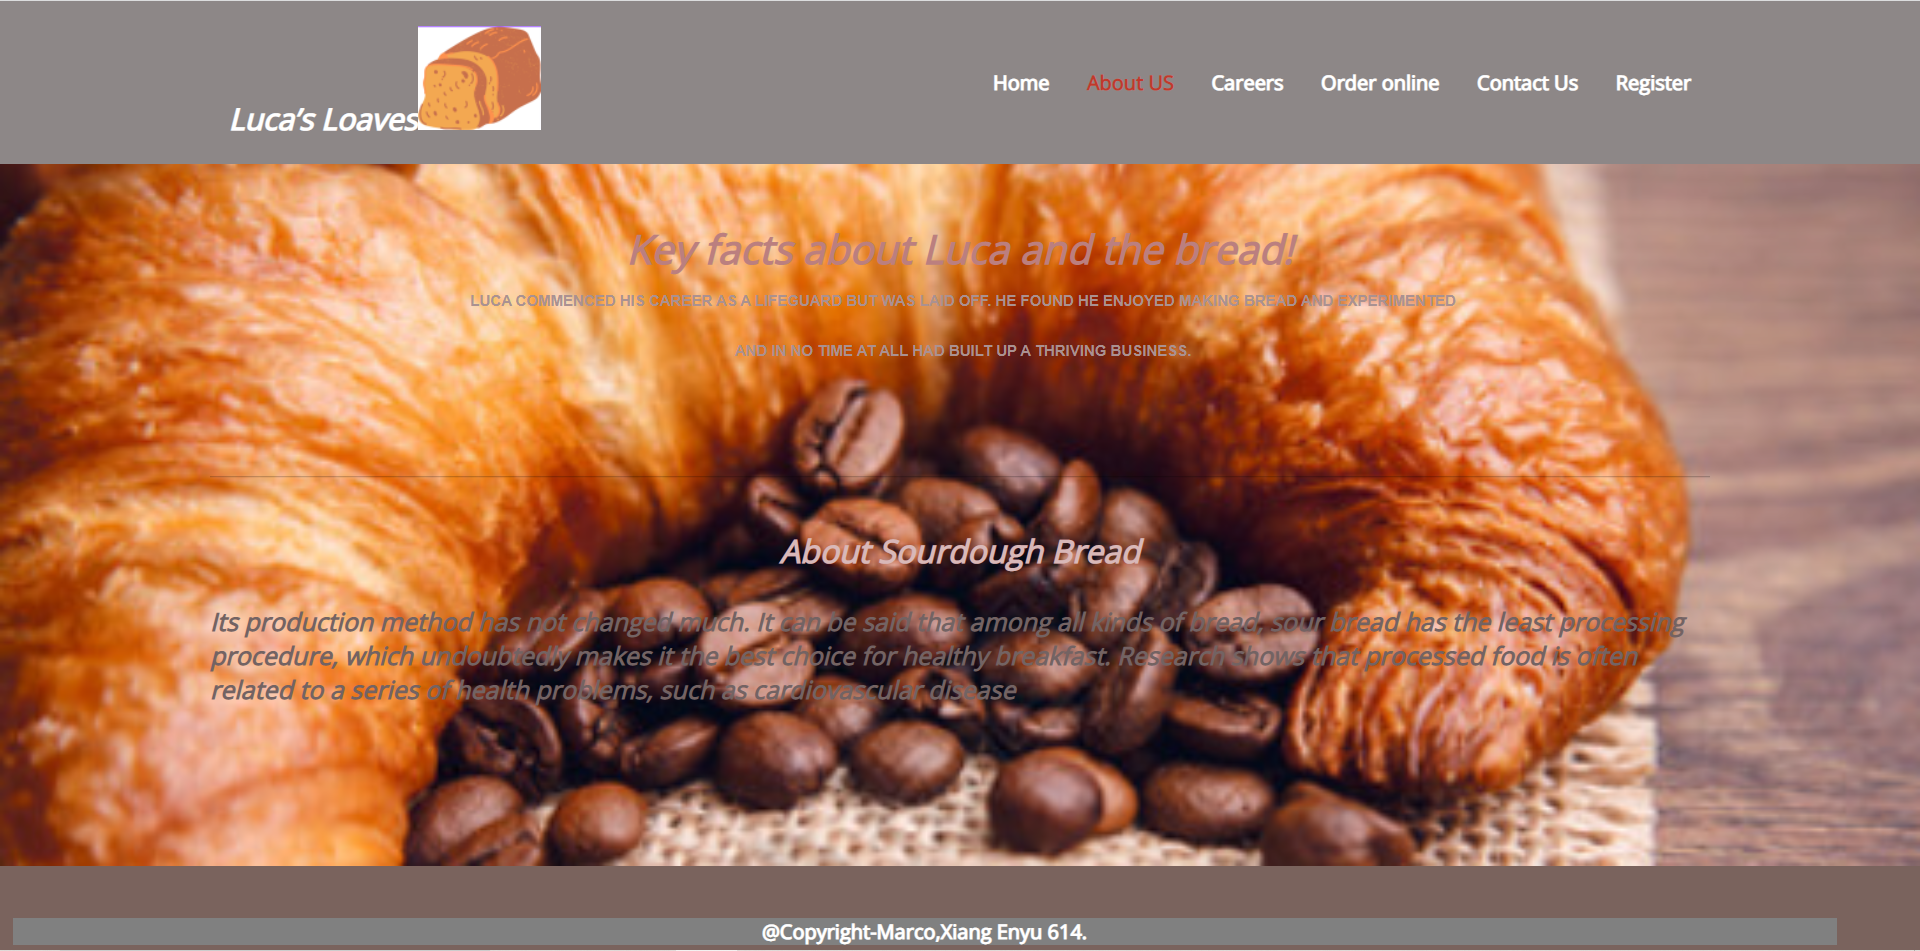 Luca’s Loaves
Home About US Careers Order online Contact Us Register
Key facts about Luca and the bread!
LUCA COMMENCED HIS CAREER AS A LIFEGUARD BUT WAS LAID OFF. HE FOUND HE ENJOYED MAKING BREAD AND EXPERIMENTED
AND IN NO TIME AT ALL HAD BUILT UP A THRIVING BUSINESS.
About Sourdough Bread
Its production method has not changed much. It can be said that among all kinds of bread, sour bread has the least processing
procedure, which undoubtedly makes it the best choice for healthy breakfast. Research shows that processed food is often
related to a series of health problems, such as cardiovascular disease
@Copyright-Marco,Xiang Enyu 614.